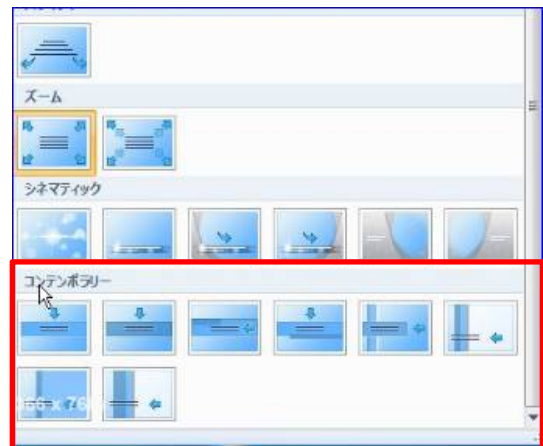 ズーム
シネマティック
コンテンポラリー